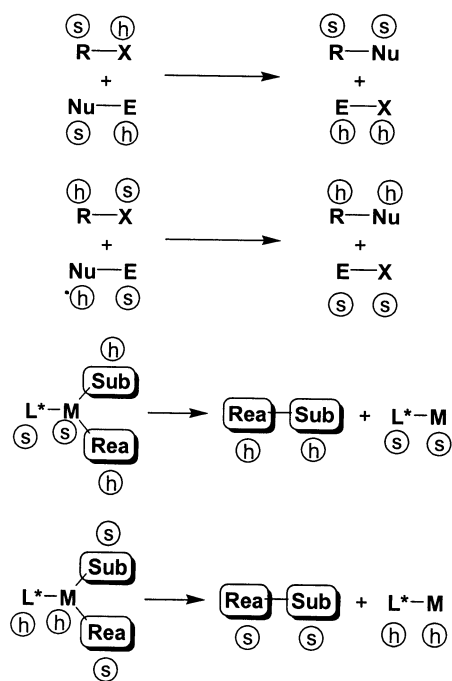 s h s
R—X R—Nu
+ +
Nu—E E—X
s h h h
h s h h
R—X R—Nu
+ +
Nu—E E—X
h s s s
h
Sub
L*—M Rea Sub + L*—M
s s Rea h h s s
h
s
Sub
L*—M Rea Sub + L*—M
h h Rea s s h h
s